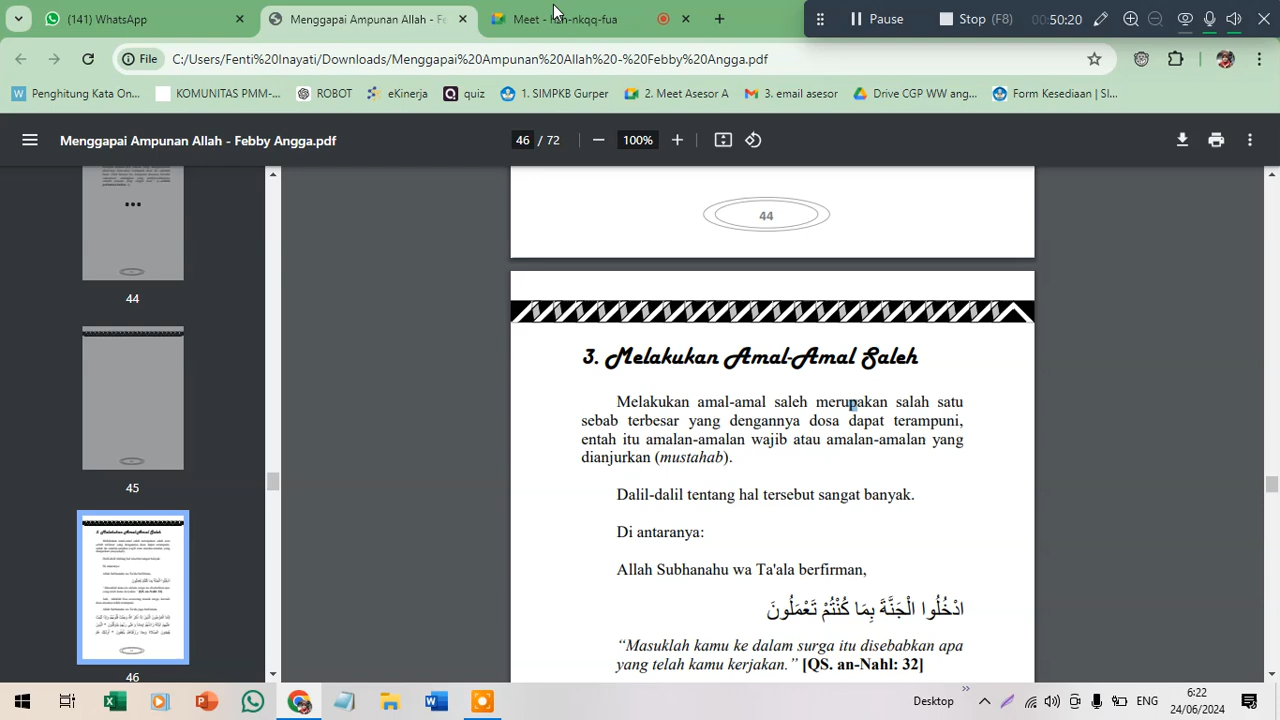 (141) WhatsApp
Menggapai Ampunan Allah - Fe
Meet -
nkqq-fua
Pause
Stop (F8)
00:50:20
File
C:/Users/Fenti%20Inayati/Downloads/Menggapai%20Ampunan%20Allah%20-%20Febby%20Angga.pdf
Penghitung Kata On...
KOMUNITAS PMM-...
ROBOT
eKinerja
quiz
1. SIMPKB Gurper
2. Meet Asesor A
3. email asesor
Drive CGP WW ang...
Form Kesediaan | Sl...
Menggapai Ampunan Allah - Febby Angga.pdf
46 / 72
100%
44
45
46
44
3. Melakukan Amal-Amal Saleh
Melakukan amal-amal saleh merupakan salah satu
sebab terbesar yang dengannya dosa dapat terampuni,
entah itu amalan-amalan wajib atau amalan-amalan yang
dianjurkan (mustahab).
Dalil-dalil tentang hal tersebut sangat banyak.
Di antaranya:
Allah Subhanahu wa Ta'ala berfirman,
ادْخُلُوا الْجَنَّةَ بِمَا كُنْتُمْ تَعْمَلُونَ
“Masuklah kamu ke dalam surga itu disebabkan apa
yang telah kamu kerjakan.” [QS. an-Nahl: 32]
Desktop
ENG
6:22
24/06/2024